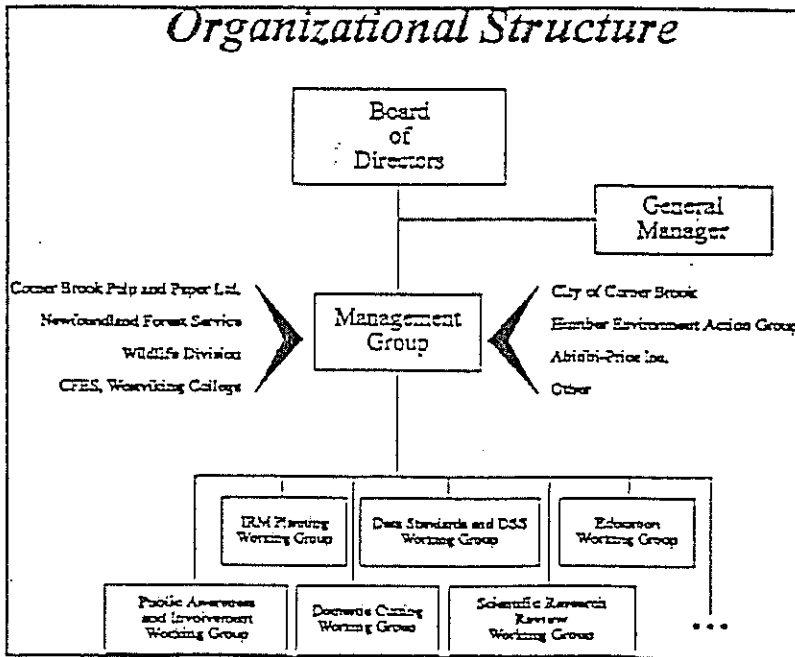 Organizational Structure
Board
of
Directors
General
Manager
Corner Brook Pulp and Paper Ltd.
Newfoundland Forest Service
Wildlife Division
CFES, Westviking College
Management
Group
City of Corner Brook
Humber Environment Action Group
Abitibi-Price Inc.
Other
IRM Planning
Working Group
Data Standards and DSS
Working Group
Education
Working Group
Public Awareness
and Involvement
Working Group
Domestic Cutting
Working Group
Scientific Research
Review
Working Group
...